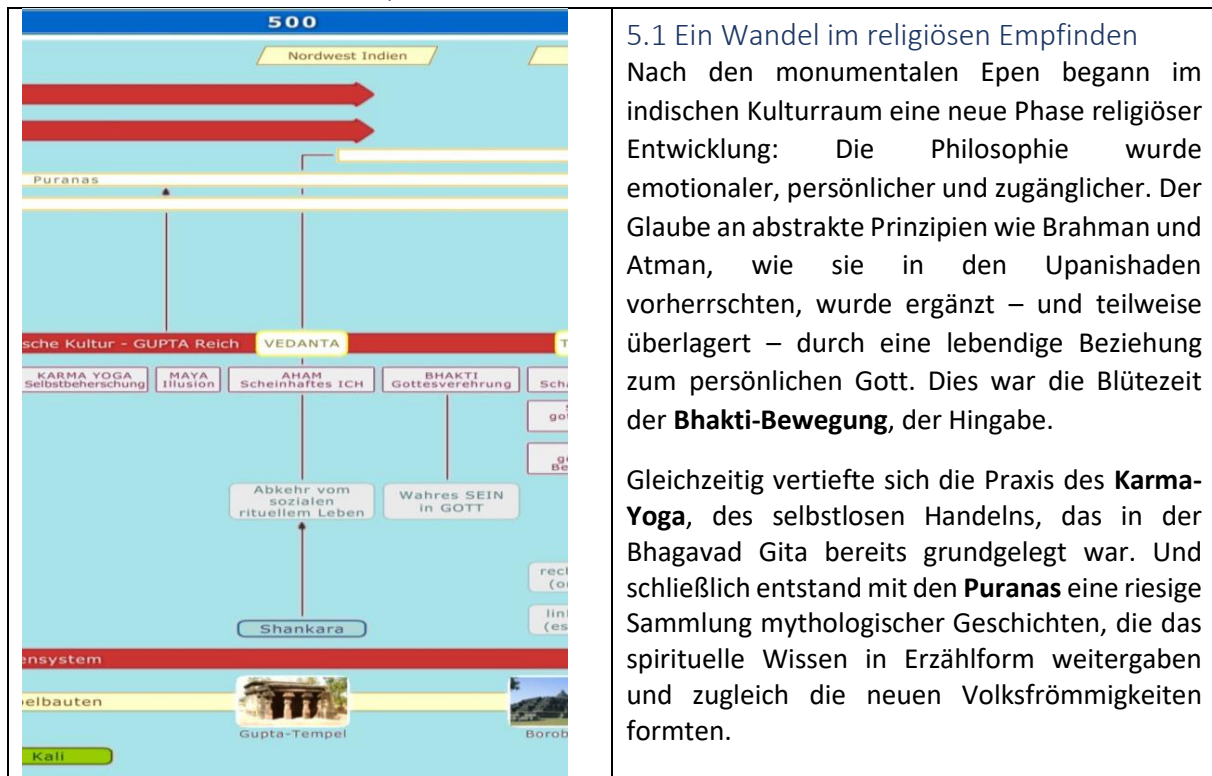 500
Nordwest Indien
Puranas
sche Kultur - GUPTA Reich
VEDANTA
KARMA YOGA
Selbstbeherschung
MAYA
Illusion
AHAM
Scheinhaftes ICH
BHAKTI
Gottesverehrung
Abkehr vom
sozialen
rituellem Leben
Wahres SEIN
in GOTT
Shankara
ensystem
elbauten
Gupta-Tempel
Borob
Kali
5.1 Ein Wandel im religiösen Empfinden
Nach den monumentalen Epen begann im
indischen Kulturraum eine neue Phase religiöser
Entwicklung: Die Philosophie wurde
emotionaler, persönlicher und zugänglicher. Der
Glaube an abstrakte Prinzipien wie Brahman und
Atman, wie sie in den Upanishaden
vorherrschten, wurde ergänzt – und teilweise
überlagert – durch eine lebendige Beziehung
zum persönlichen Gott. Dies war die Blütezeit
der Bhakti-Bewegung, der Hingabe.
Gleichzeitig vertiefte sich die Praxis des Karma-
Yoga, des selbstlosen Handelns, das in der
Bhagavad Gita bereits grundgelegt war. Und
schließlich entstand mit den Puranas eine riesige
Sammlung mythologischer Geschichten, die das
spirituelle Wissen in Erzählform weitergaben
und zugleich die neuen Volksfrömmigkeiten
formten.